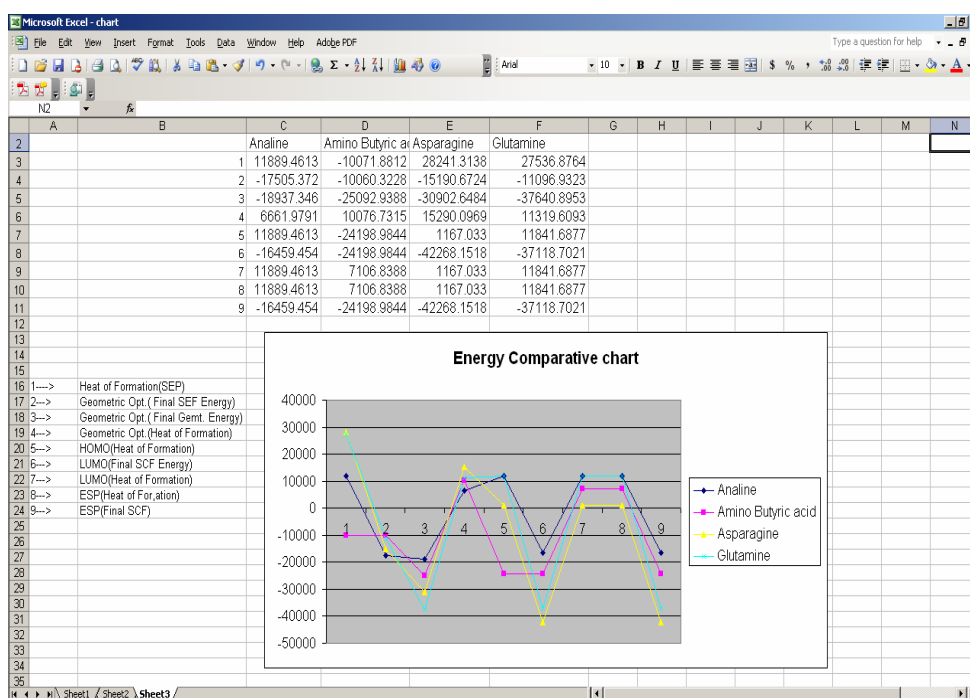 Microsoft Excel - chart
File Edit View Insert Format Tools Data Window Help Adobe PDF
Type a question for help
Arial 10 B I U $ % ,
N2 fx
A B C D E F G H I J K L M N
2 Analine Amino Butyric ac Asparagine Glutamine
3 1 11889.4613 -10071.8812 28241.3138 27536.8764
4 2 -17505.372 -10060.3228 -15190.6724 -11096.9323
5 3 -18937.346 -25092.9388 -30902.6484 -37640.8953
6 4 6661.9791 10076.7315 15290.0969 11319.6093
7 5 11889.4613 -24198.9844 1167.033 11841.6877
8 6 -16459.454 -24198.9844 -42268.1518 -37118.7021
9 7 11889.4613 7106.8388 1167.033 11841.6877
10 8 11889.4613 7106.8388 1167.033 11841.6877
11 9 -16459.454 -24198.9844 -42268.1518 -37118.7021
12
13
14
15
16 1---->  Heat of Formation(SEP)
17 2---> Geometric Opt.( Final SEF Energy)
18 3---> Geometric Opt.( Final Gemt. Energy)
19 4---> Geometric Opt.(Heat of Formation)
20 5---> HOMO(Heat of Formation)
21 6---> LUMO(Final SCF Energy)
22 7---> LUMO(Heat of Formation)
23 8---> ESP(Heat of For,ation)
24 9---> ESP(Final SCF)
25
26
27
28
29
30
31
32
33
34
35
Energy Comparative chart
40000
30000
20000
10000
0
-10000
-20000
-30000
-40000
-50000
1 2 3 4 5 6 7 8 9
Analine
Amino Butyric acid
Asparagine
Glutamine
Sheet1 Sheet2 Sheet3